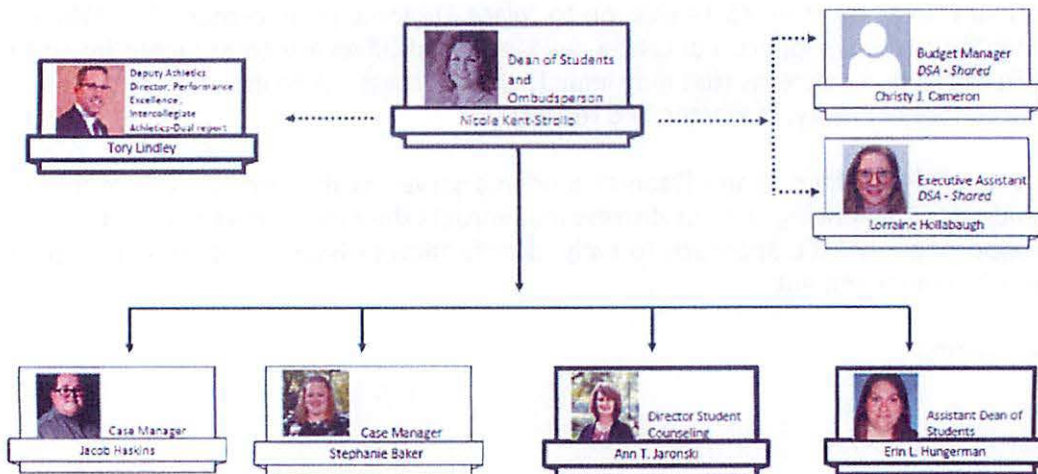 Deputy Athletics
Director, Performance
Excellence,
Intercollegiate
Athletics-Dual report
Tory Lindley
Dean of Students
and
Ombudsperson
Nicola Kent-Strollo
Budget Manager
DSA - Shared
Christy J. Cameron
Executive Assistant
DSA - Shared
Lorraine Hollabaugh
Case Manager
Jacob Haskins
Case Manager
Stephanie Baker
Director Student
Counseling
Ann T. Jaronski
Assistant Dean of
Students
Erin L. Hungerman